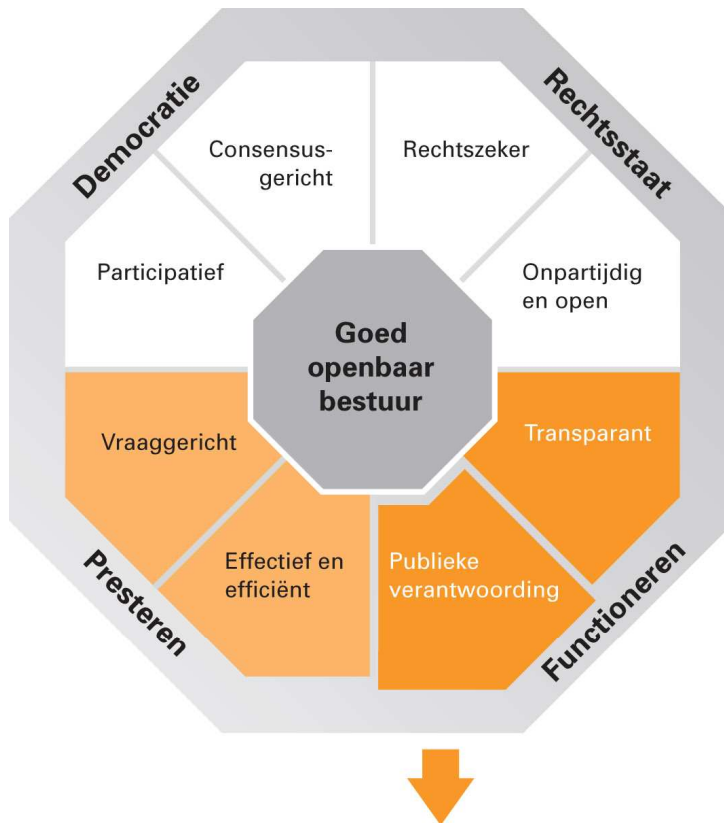 Democratie
Rechtsstaat
Consensus-
gericht
Rechtszeker
Participatief
Onpartijdig
en open
Goed
openbaar
bestuur
Vraaggericht
Transparant
Effectief en
efficiënt
Publieke
verantwoording
Presteren
Functioneren